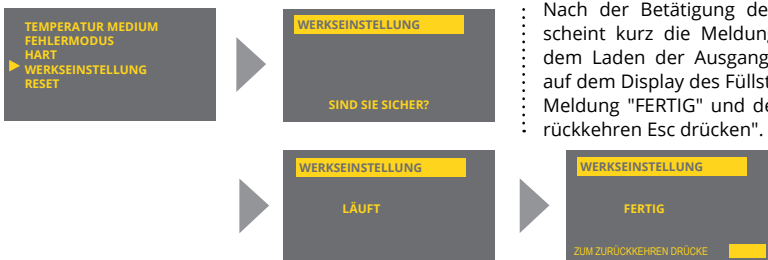 TEMPERATUR MEDIUM
FEHLERMODUS
HART
WERKSEINSTELLUNG
RESET
WERKSEINSTELLUNG
SIND SIE SICHER?
Nach der Betätigung de
scheint kurz die Meldung
dem Laden der Ausgang
auf dem Display des Füllst
Meldung "FERTIG" und de
rückkehren Esc drücken".
WERKSEINSTELLUNG
LÄUFT
WERKSEINSTELLUNG
FERTIG
ZUM ZURÜCKKEHREN DRÜCKE